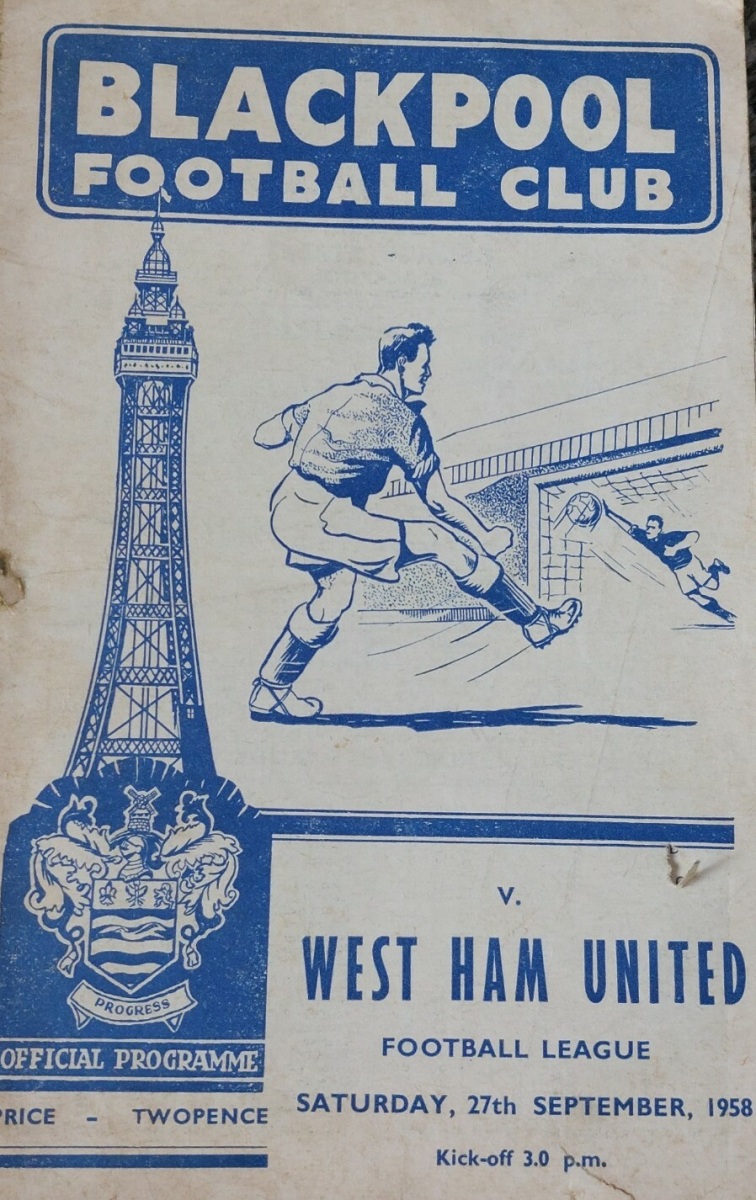 BLACKPOOL
FOOTBALL CLUB
V.
WEST HAM UNITED
FOOTBALL LEAGUE
SATURDAY, 27th SEPTEMBER, 1958
Kick-off 3.0 p.m.
PROGRESS
OFFICIAL PROGRAMME
PRICE - TWOPENCE